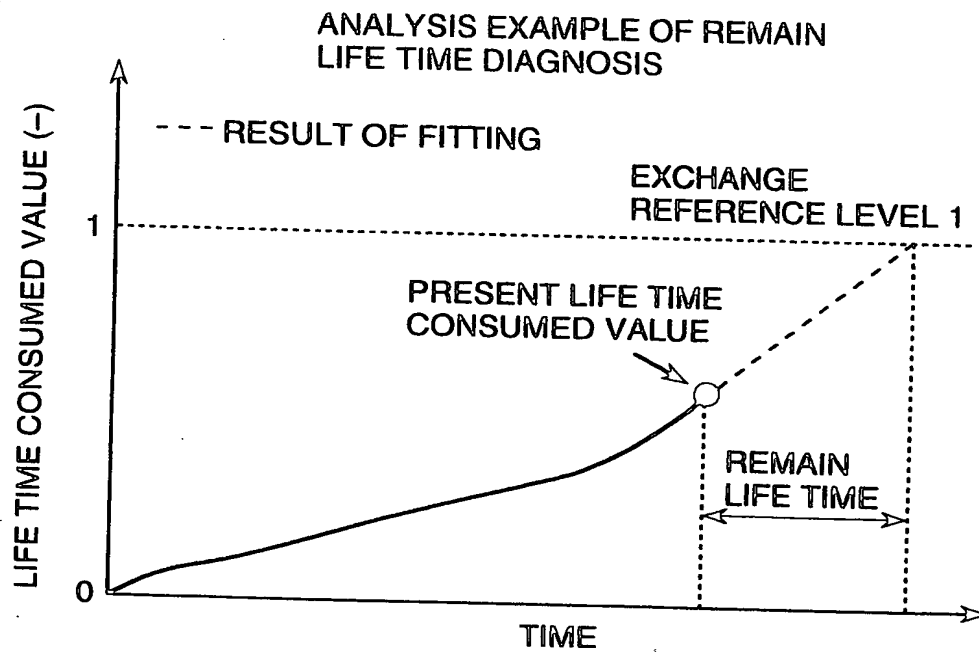 ANALYSIS EXAMPLE OF REMAIN
LIFE TIME DIAGNOSIS
LIFE TIME CONSUMED VALUE (–)
--- RESULT OF FITTING
EXCHANGE
REFERENCE LEVEL 1
1
PRESENT LIFE TIME
CONSUMED VALUE
REMAIN
LIFE TIME
0
TIME